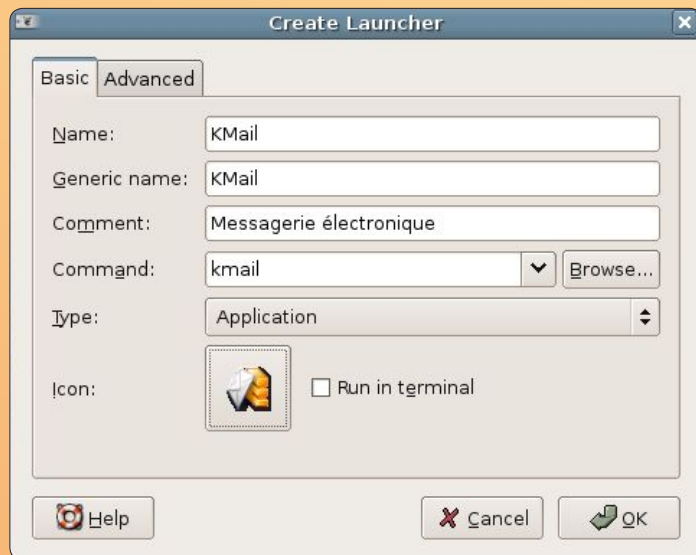 Create Launcher
Basic Advanced
Name: KMail
Generic name: KMail
Comment: Messagerie électronique
Command: kmail Browse...
Type: Application
Icon: Run in terminal
Help Cancel OK